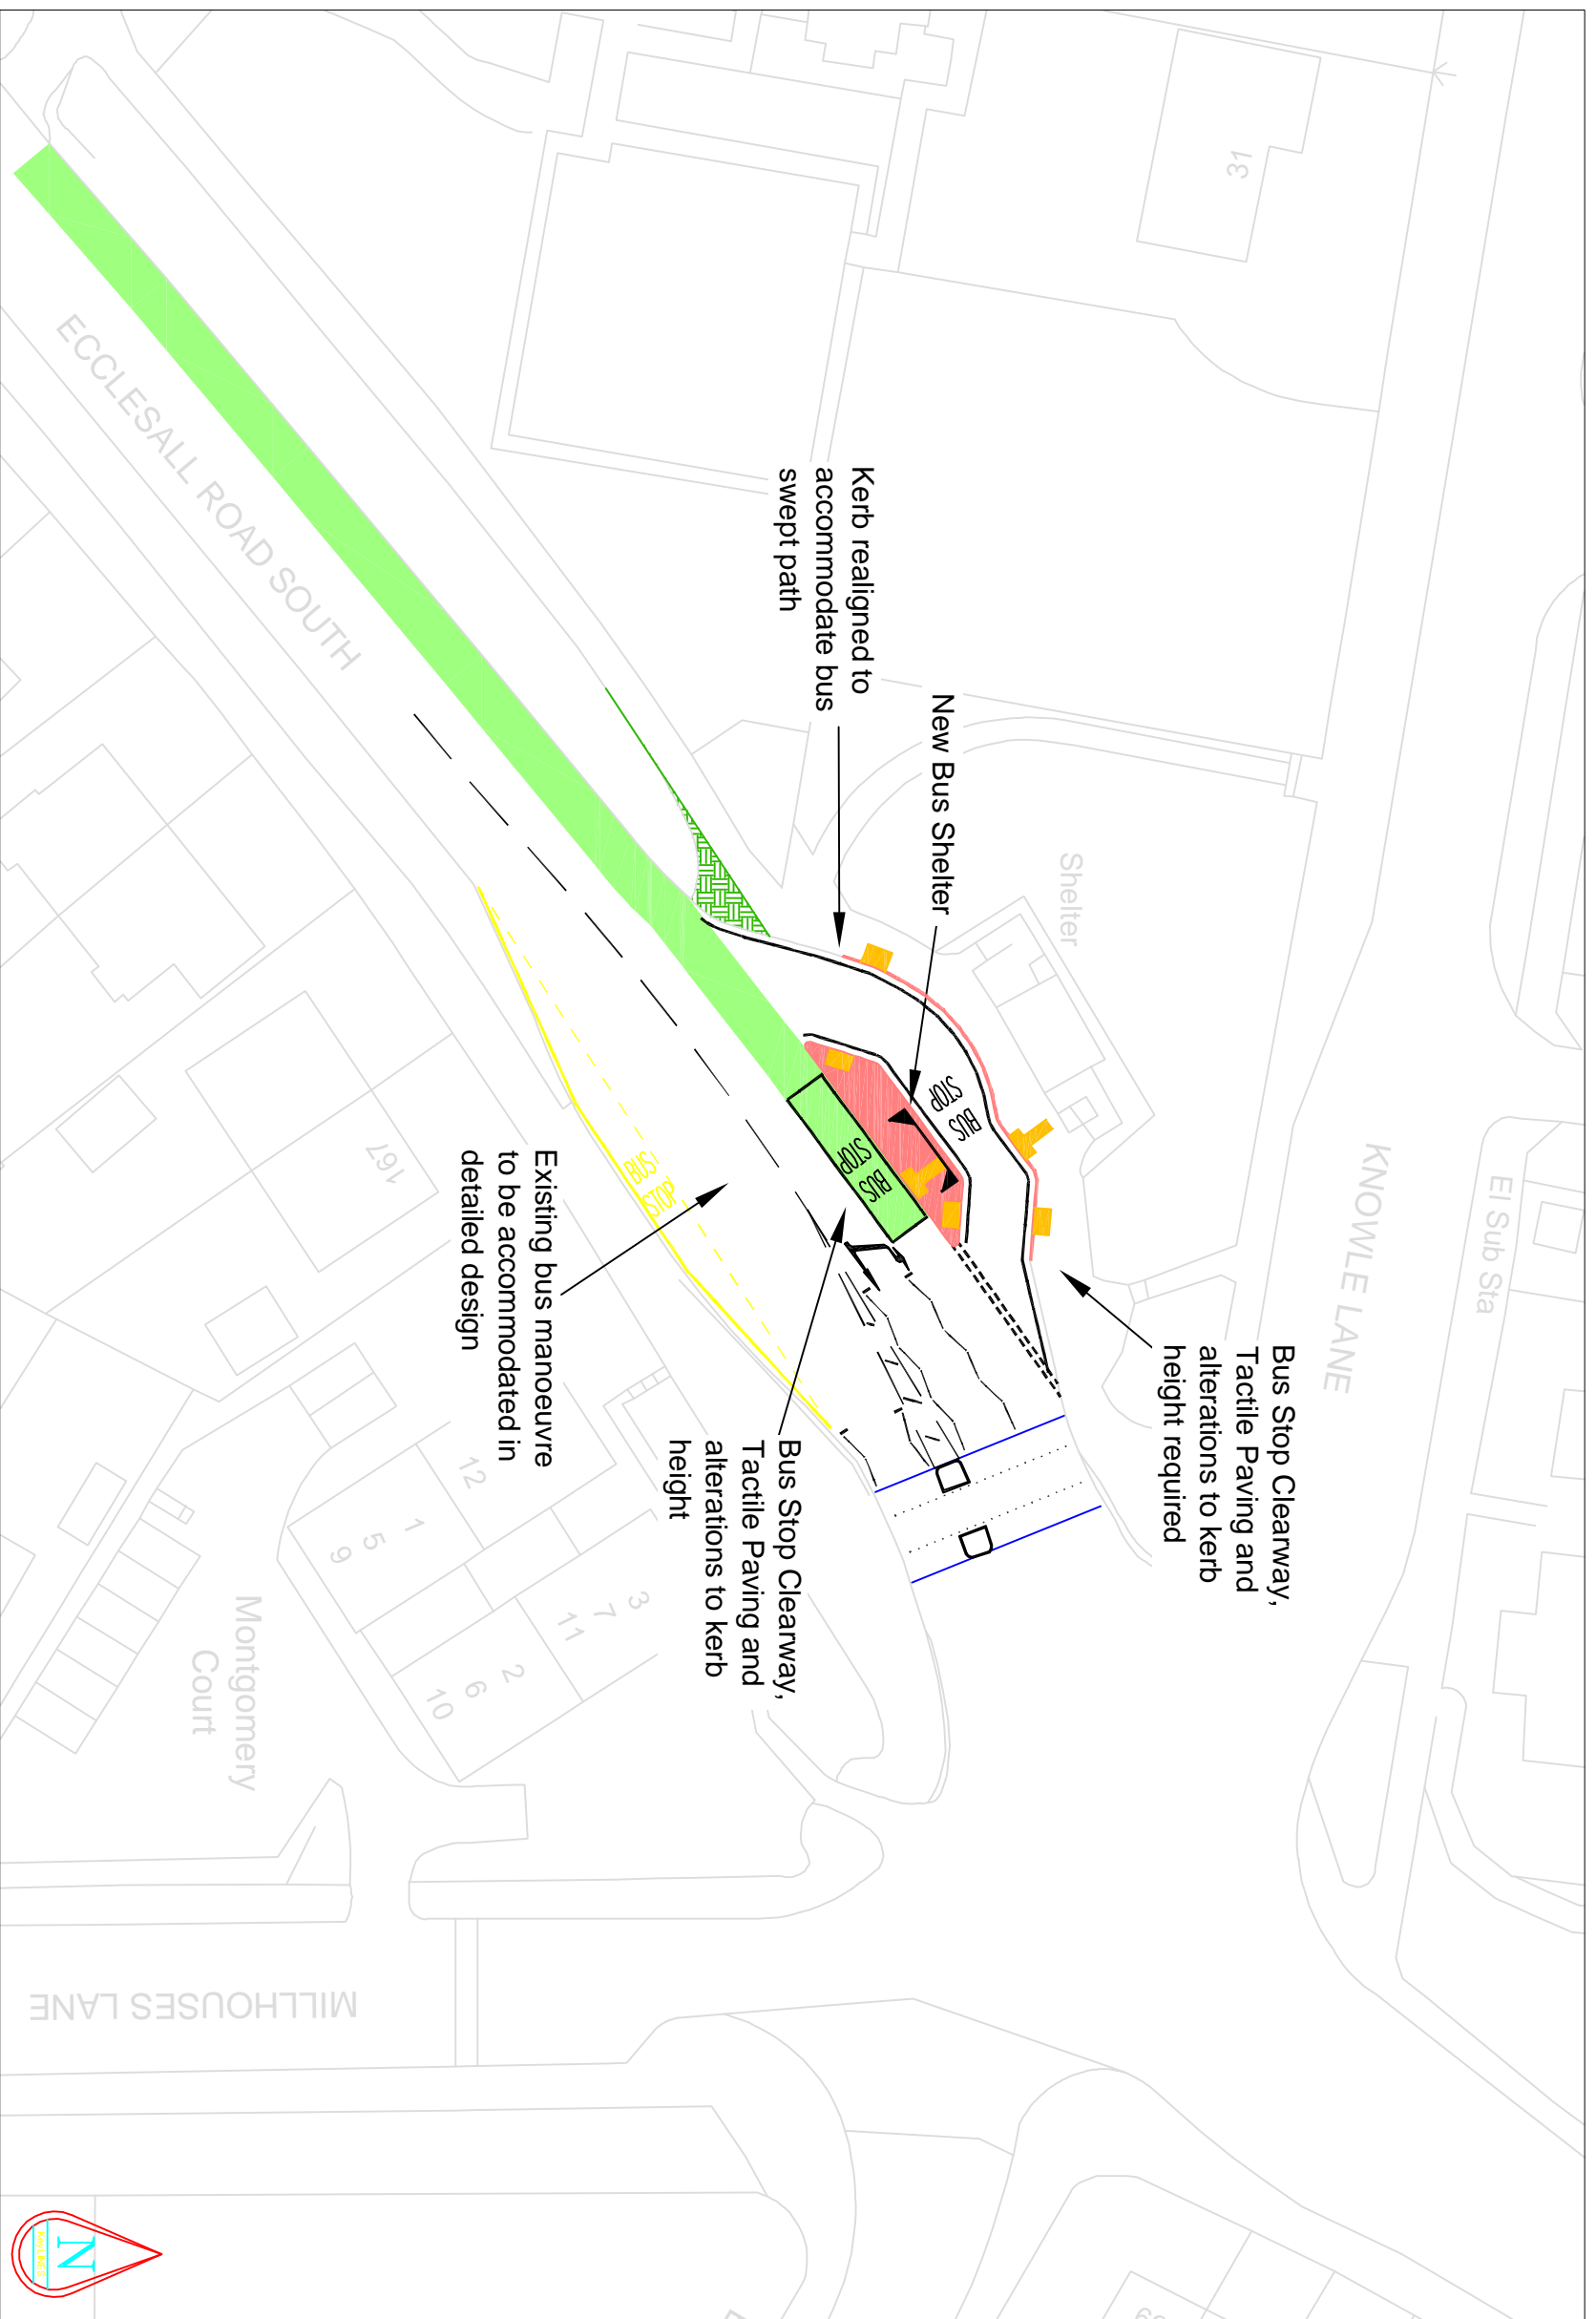 31
ECCLESALL ROAD SOUTH
Kerb realigned to
accommodate bus
swept path
New Bus Shelter
Shelter
KNOWLE LANE
El Sub Sta
Bus Stop Clearway,
Tactile Paving and
alterations to kerb
height required
BUS
STOP
BUS
STOP
BUS
STOP
Existing bus manoeuvre
to be accommodated in
detailed design
Bus Stop Clearway,
Tactile Paving and
alterations to kerb
height
167
12
1
5
9
3
7
11
2
6
10
Montgomery
Court
MILLHOUSES LANE
N